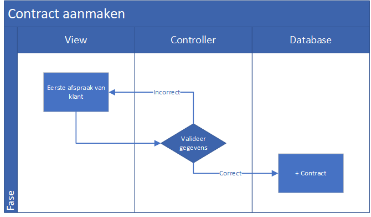 Contract aanmaken
View
Controller
Database
Eerste afspraak van
klant
Incorrect
Valideer
gegevens
Correct
+ Contract
Fase